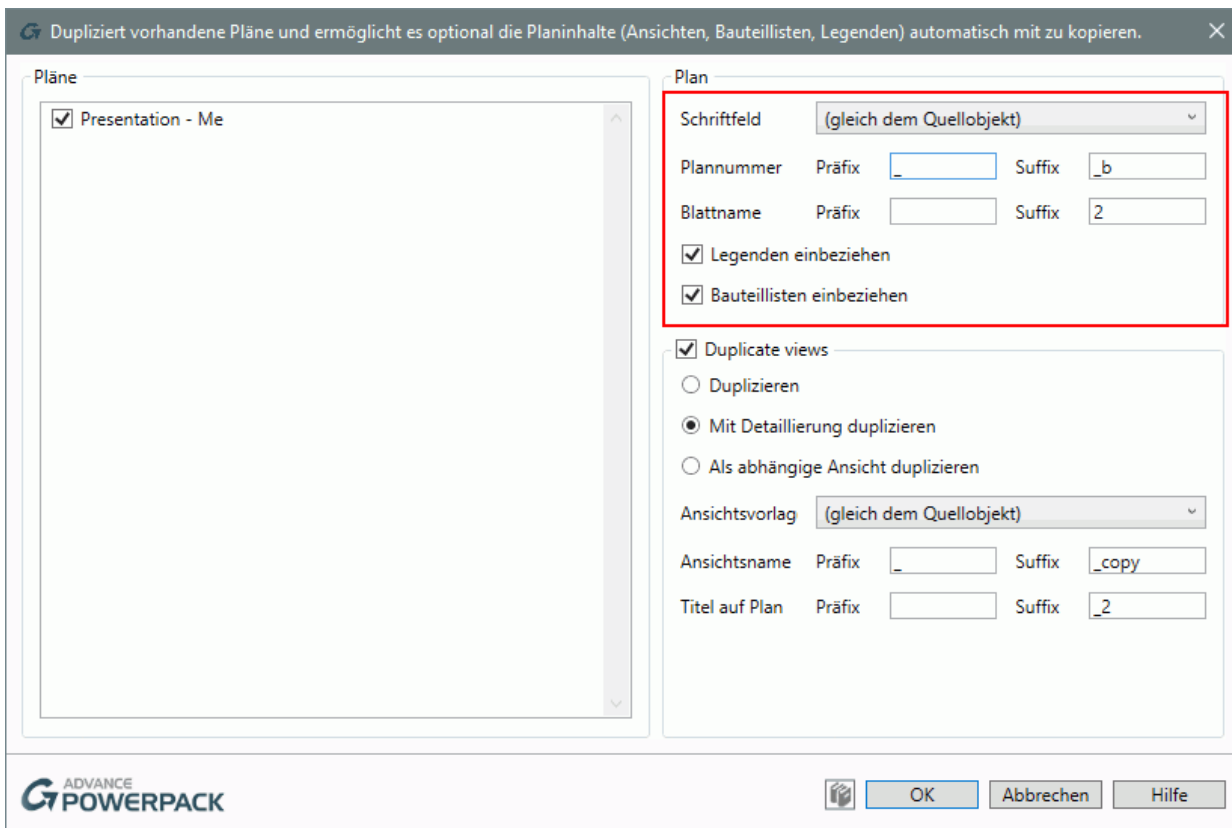 Dupliziert vorhandene Pläne und ermöglicht es optional die Planinhalte (Ansichten, Bauteillisten, Legenden) automatisch mit zu kopieren.
Pläne
Presentation - Me
Plan
Schriftfeld (gleich dem Quellobjekt)
Plannummer Präfix _ Suffix _b
Blattname Präfix Suffix 2
Legenden einbeziehen
Bauteillisten einbeziehen
Duplicate views
Duplizieren
Mit Detaillierung duplizieren
Als abhängige Ansicht duplizieren
Ansichtsvorlag (gleich dem Quellobjekt)
Ansichtsname Präfix _ Suffix _copy
Titel auf Plan Präfix Suffix _2
ADVANCE
POWERPACK
OK Abbrechen Hilfe